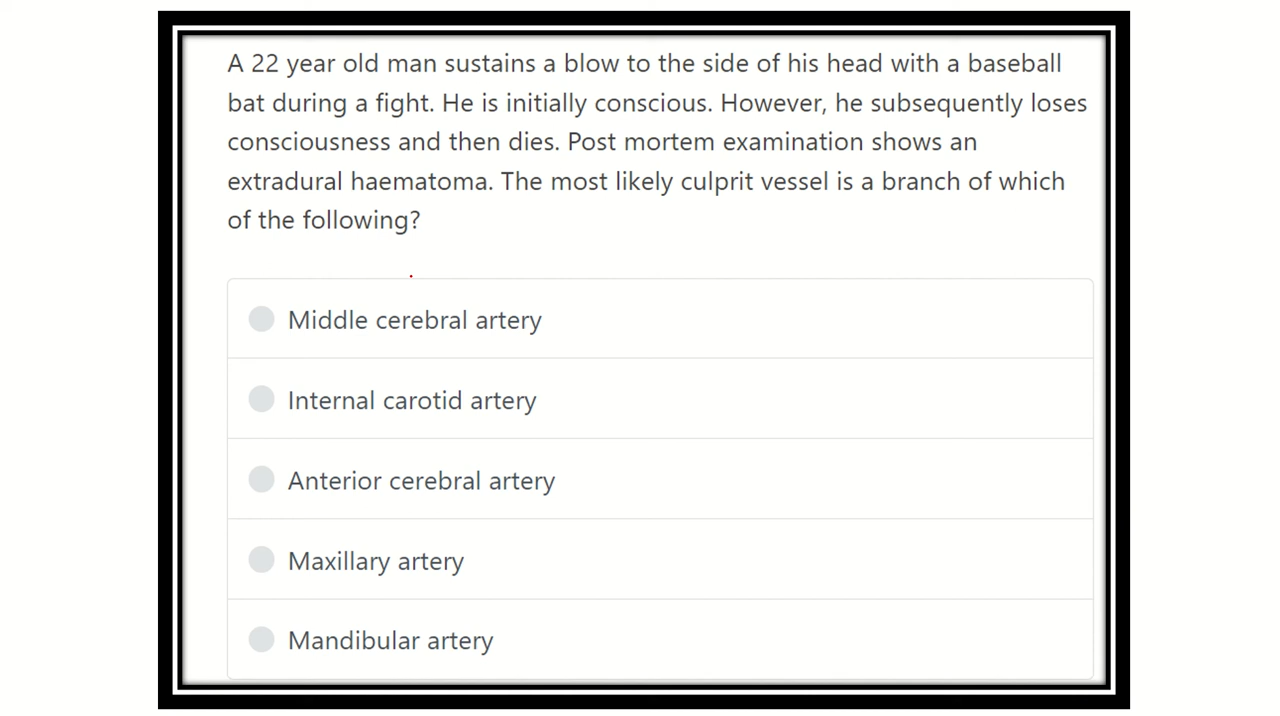 A 22 year old man sustains a blow to the side of his head with a baseball
bat during a fight. He is initially conscious. However, he subsequently loses
consciousness and then dies. Post mortem examination shows an
extradural haematoma. The most likely culprit vessel is a branch of which
of the following?
Middle cerebral artery
Internal carotid artery
Anterior cerebral artery
Maxillary artery
Mandibular artery